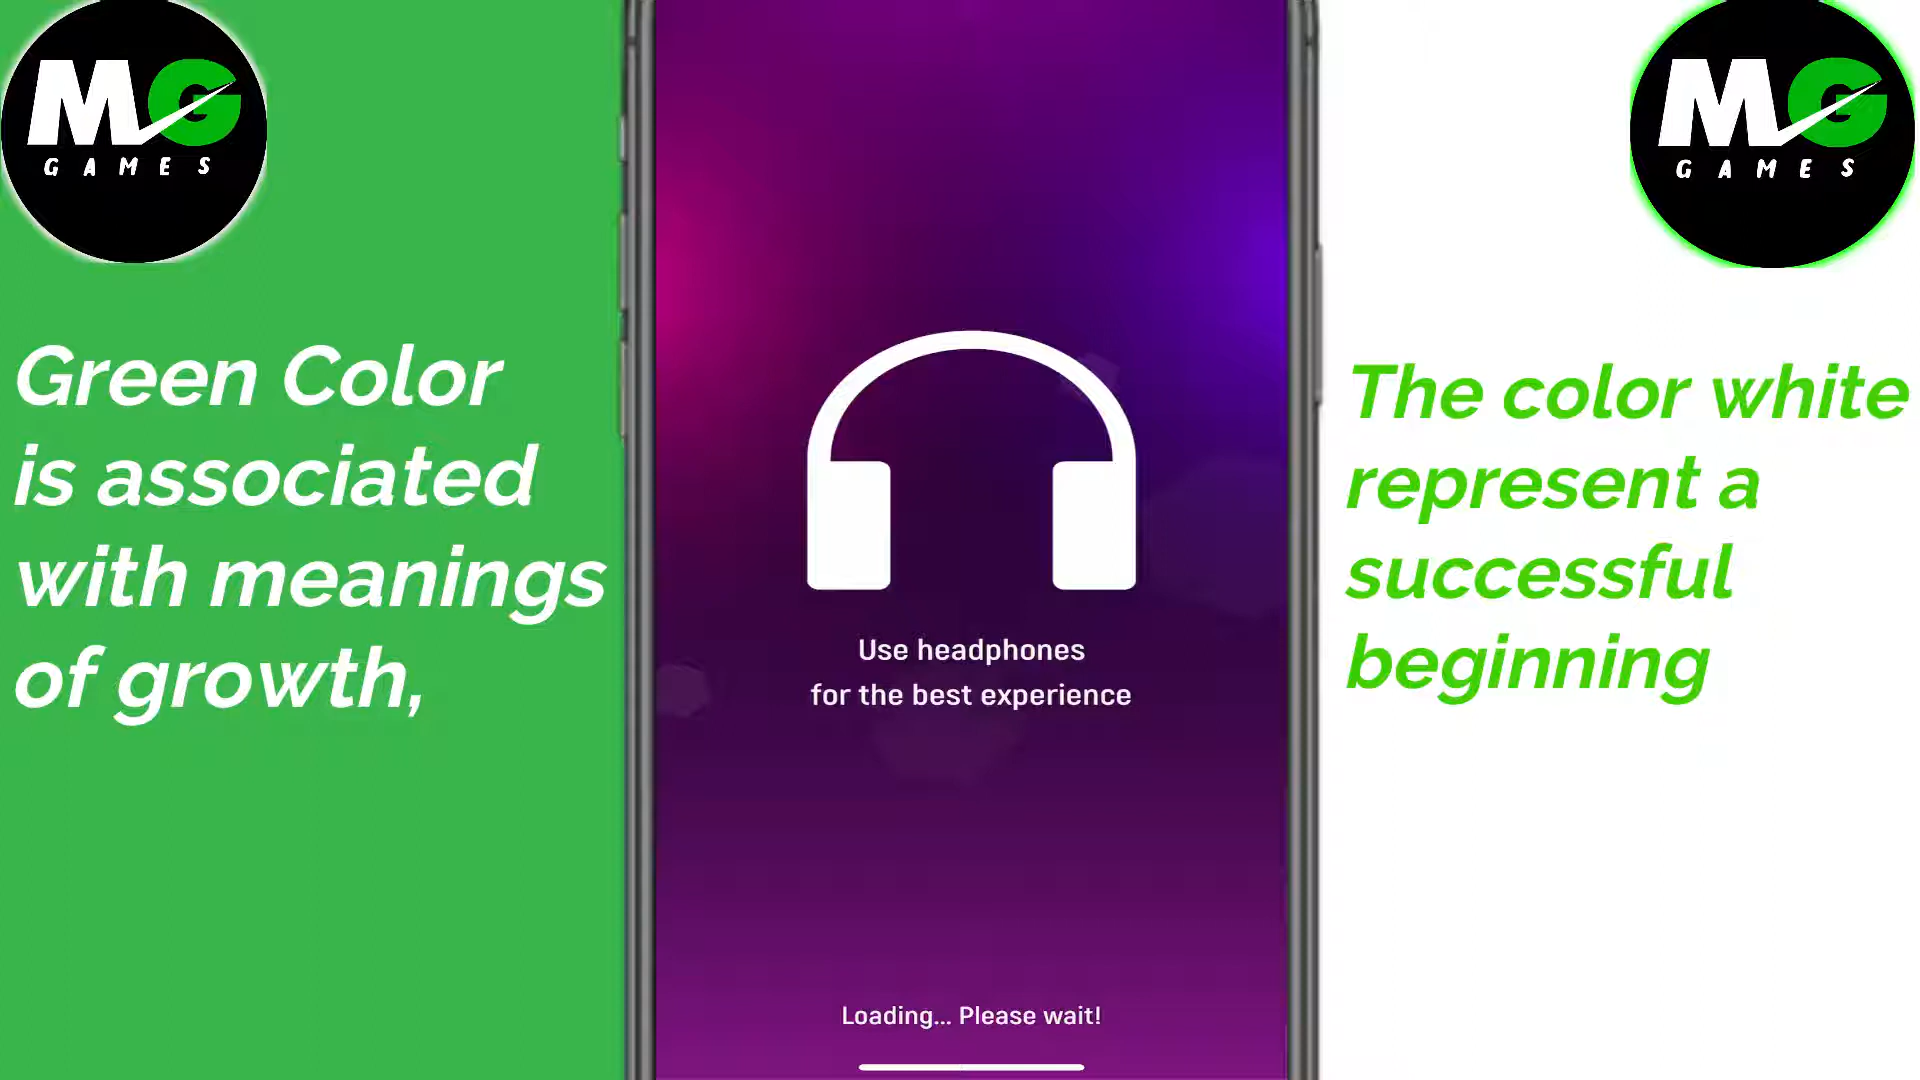 MG
GAMES
Green Color
is associated
with meanings
of growth,
Use headphones
for the best experience
Loading... Please wait!
MG
GAMES
The color white
represent a
successful
beginning